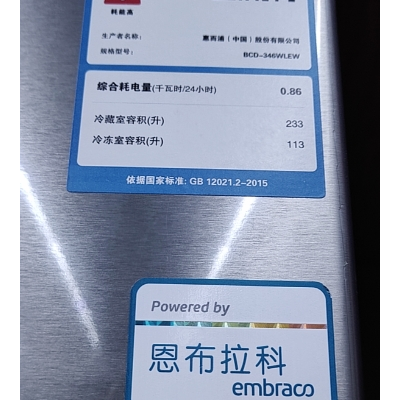 耗能高
生产者名称: 惠而浦(中国)股份有限公司
规格型号: BCD-346WLEW
综合耗电量(千瓦时/24小时) 0.86
冷藏室容积(升) 233
冷冻室容积(升) 113
依据国家标准: GB 12021.2-2015
Powered by
恩布拉科
embraco